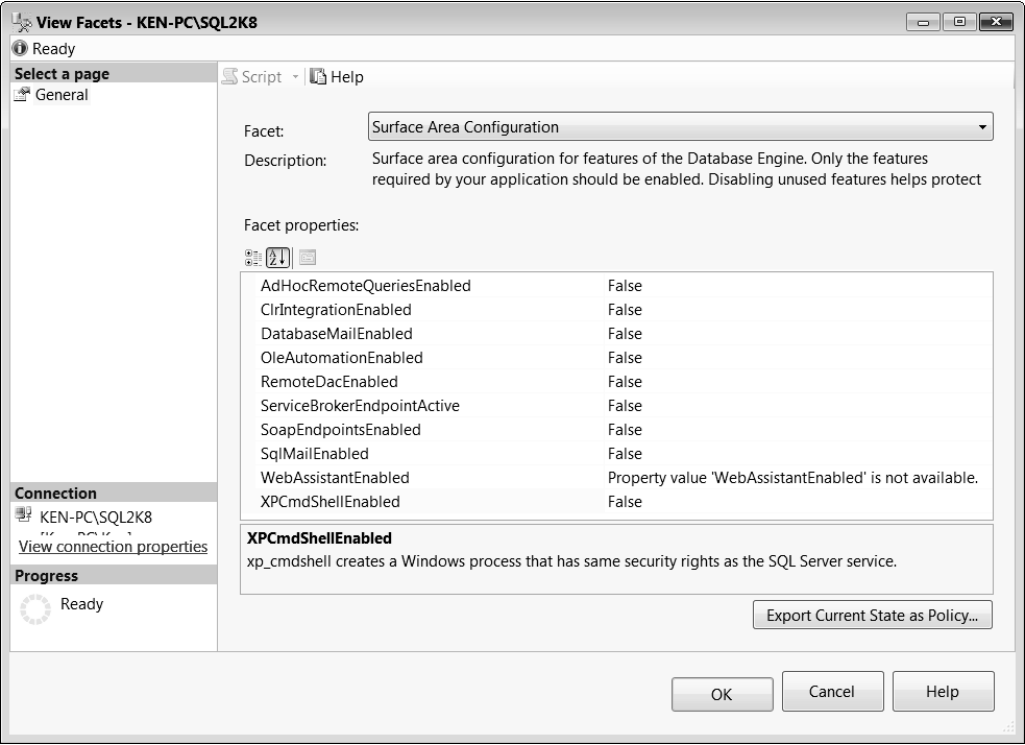 View Facets - KEN-PC\SQL2K8
Ready
Select a page
General
Script
Help
Facet:
Surface Area Configuration
Description:
Surface area configuration for features of the Database Engine. Only the features
required by your application should be enabled. Disabling unused features helps protect
Facet properties:
AdHocRemoteQueriesEnabled False
ClrIntegrationEnabled False
DatabaseMailEnabled False
OleAutomationEnabled False
RemoteDacEnabled False
ServiceBrokerEndpointActive False
SoapEndpointsEnabled False
SqlMailEnabled False
WebAssistantEnabled Property value 'WebAssistantEnabled' is not available.
XPCmdShellEnabled False
XPCmdShellEnabled
xp_cmdshell creates a Windows process that has same security rights as the SQL Server service.
Export Current State as Policy...
Connection
KEN-PC\SQL2K8
View connection properties
Progress
Ready
OK
Cancel
Help